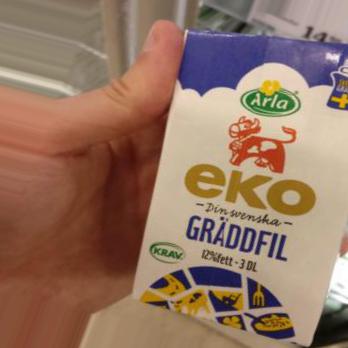 Arla
eko
Din svenska
GRÄDDFIL
12% fett - 3 DL
KRAV